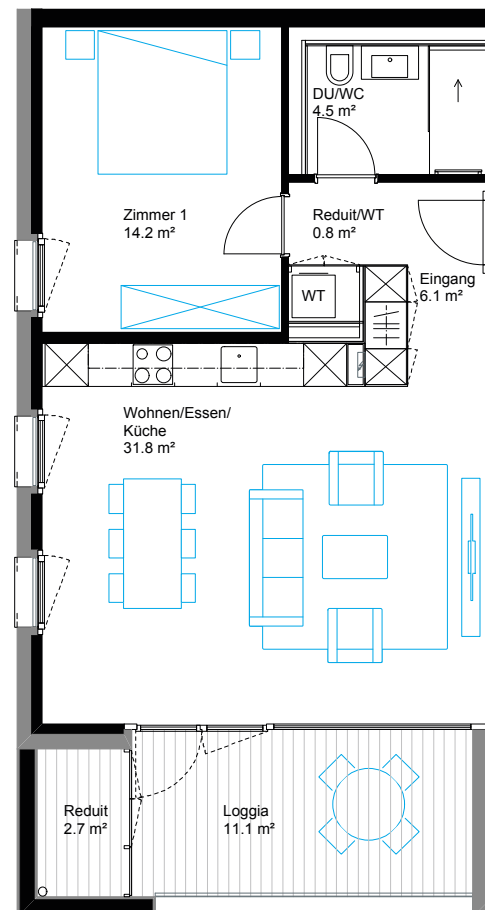 DU/WC
4.5 m²
Zimmer 1
14.2 m²
Reduit/WT
0.8 m²
Eingang
6.1 m²
WT
Wohnen/Essen/
Küche
31.8 m²
Reduit
2.7 m²
Loggia
11.1 m²